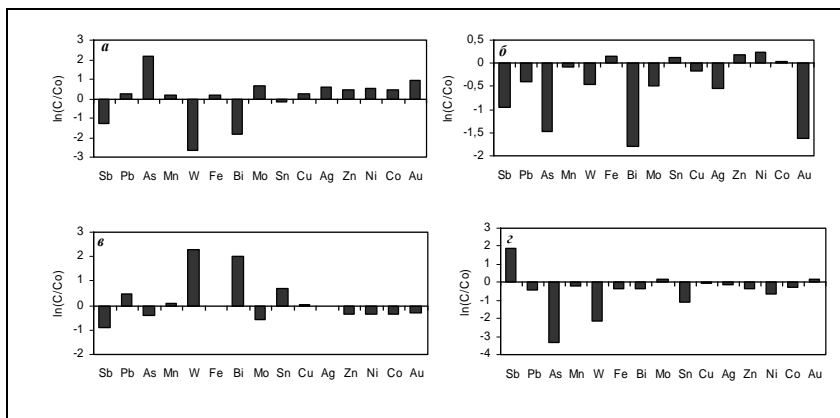 а
ln(C/Co)
3
2
1
0
-1
-2
-3
Sb Pb As Mn W Fe Bi Mo Sn Cu Ag Zn Ni Co Au
б
ln(C/Co)
0,5
0
-0,5
-1
-1,5
-2
Sb Pb As Mn W Fe Bi Mo Sn Cu Ag Zn Ni Co Au
в
ln(C/Co)
3
2
1
0
-1
-2
Sb Pb As Mn W Fe Bi Mo Sn Cu Ag Zn Ni Co Au
г
ln(C/Co)
3
2
1
0
-1
-2
-3
-4
Sb Pb As Mn W Fe Bi Mo Sn Cu Ag Zn Ni Co Au